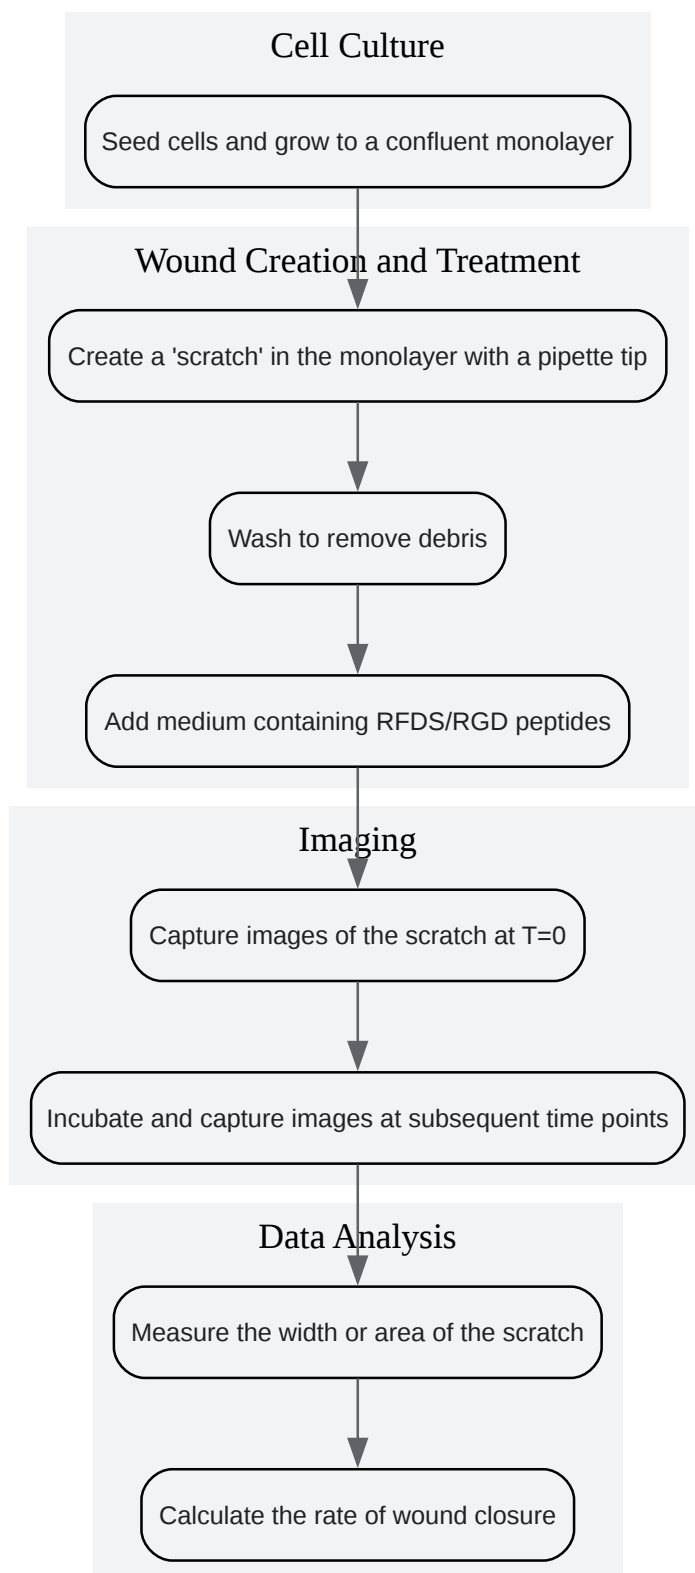 Cell Culture
Seed cells and grow to a confluent monolayer
Wound Creation and Treatment
Create a 'scratch' in the monolayer with a pipette tip
Wash to remove debris
Add medium containing RFDS/RGD peptides
Imaging
Capture images of the scratch at T=0
Incubate and capture images at subsequent time points
Data Analysis
Measure the width or area of the scratch
Calculate the rate of wound closure